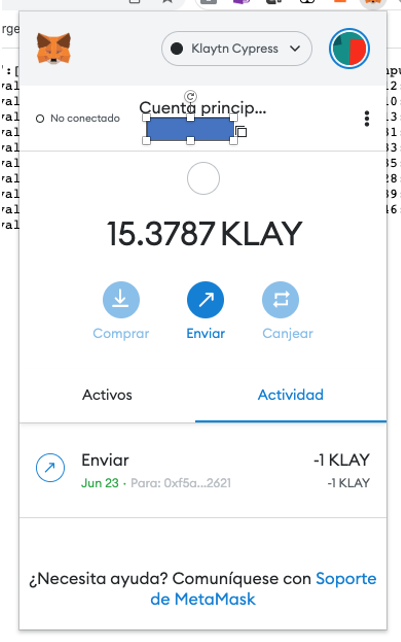 Klaytn Cypress
No conectado
Cuenta princip...
15.3787 KLAY
Comprar
Enviar
Canjear
Activos
Actividad
Enviar
-1 KLAY
Jun 23 · Para: 0xf5a...2621
-1 KLAY
¿Necesita ayuda? Comuníquese con Soporte
de MetaMask